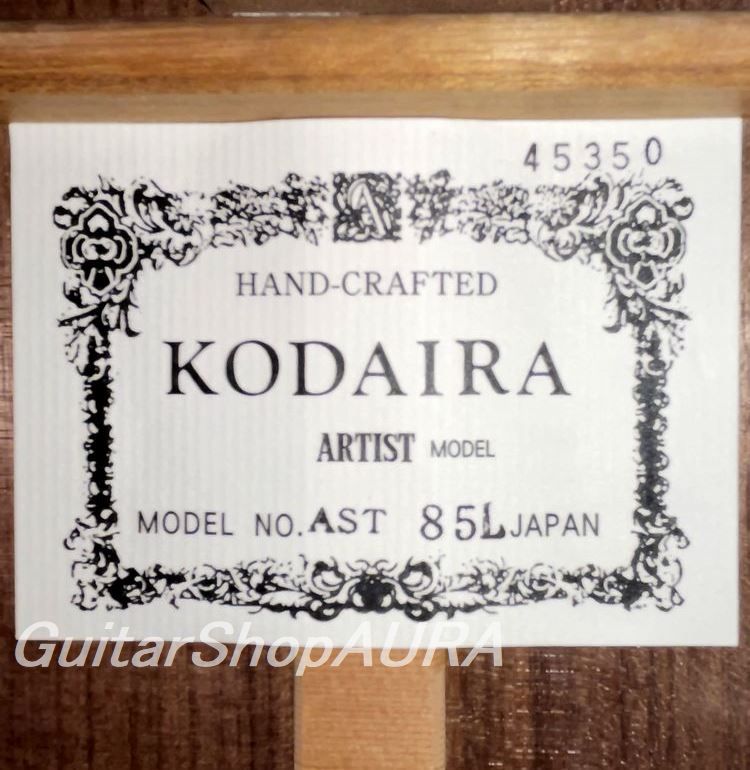 45350
A
HAND-CRAFTED
KODAIRA
ARTIST MODEL
MODEL NO. AST 85L JAPAN
GuitarShopAURA